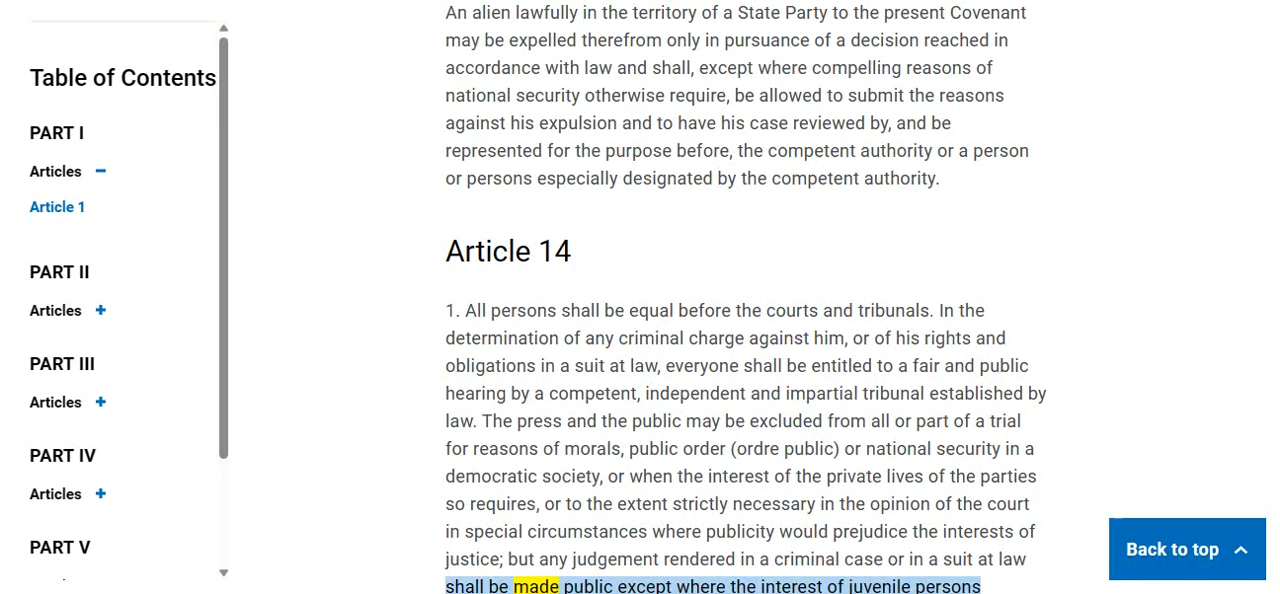 Table of Contents
PART I
Articles −
Article 1
PART II
Articles +
PART III
Articles +
PART IV
Articles +
PART V
An alien lawfully in the territory of a State Party to the present Covenant
may be expelled therefrom only in pursuance of a decision reached in
accordance with law and shall, except where compelling reasons of
national security otherwise require, be allowed to submit the reasons
against his expulsion and to have his case reviewed by, and be
represented for the purpose before, the competent authority or a person
or persons especially designated by the competent authority.
Article 14
1. All persons shall be equal before the courts and tribunals. In the
determination of any criminal charge against him, or of his rights and
obligations in a suit at law, everyone shall be entitled to a fair and public
hearing by a competent, independent and impartial tribunal established by
law. The press and the public may be excluded from all or part of a trial
for reasons of morals, public order (ordre public) or national security in a
democratic society, or when the interest of the private lives of the parties
so requires, or to the extent strictly necessary in the opinion of the court
in special circumstances where publicity would prejudice the interests of
justice; but any judgement rendered in a criminal case or in a suit at law
shall be made public except where the interest of juvenile persons
Back to top